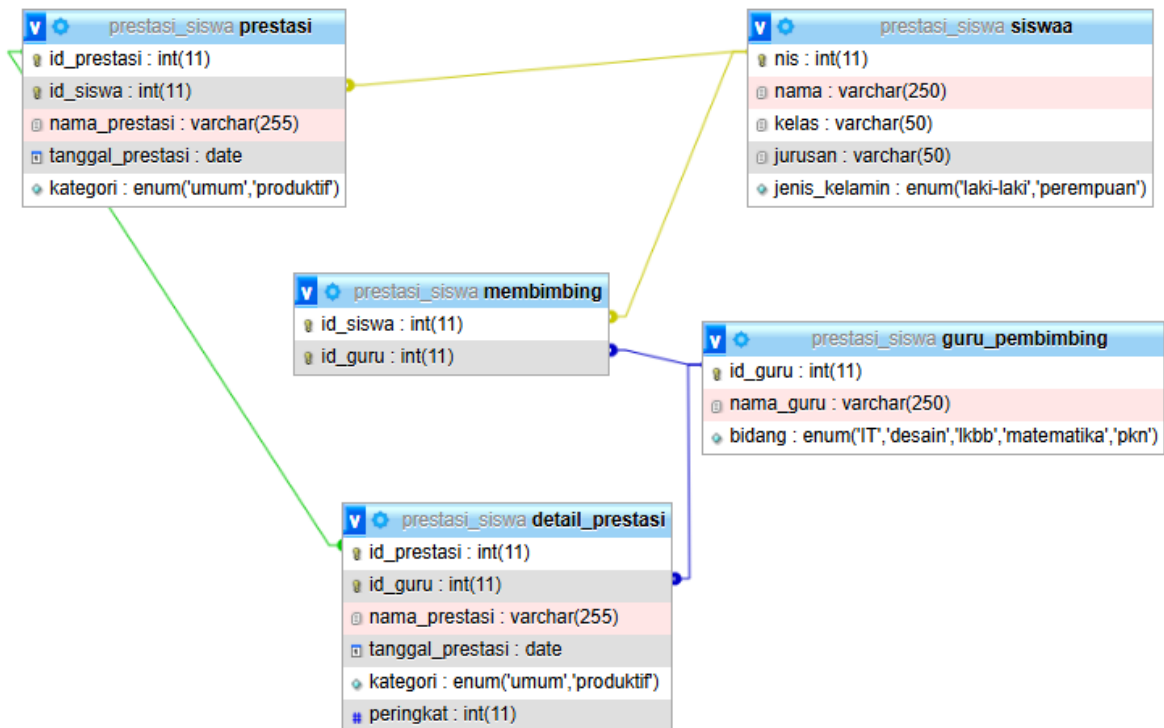 prestasi_siswa prestasi
id_prestasi : int(11)
id_siswa : int(11)
nama_prestasi : varchar(255)
tanggal_prestasi : date
kategori : enum('umum','produktif')
prestasi_siswa siswaa
nis : int(11)
nama : varchar(250)
kelas : varchar(50)
jurusan : varchar(50)
jenis_kelamin : enum('laki-laki','perempuan')
prestasi_siswa membimbing
id_siswa : int(11)
id_guru : int(11)
prestasi_siswa guru_pembimbing
id_guru : int(11)
nama_guru : varchar(250)
bidang : enum('IT','desain','lkbb','matematika','pkn')
prestasi_siswa detail_prestasi
id_prestasi : int(11)
id_guru : int(11)
nama_prestasi : varchar(255)
tanggal_prestasi : date
kategori : enum('umum','produktif')
# peringkat : int(11)